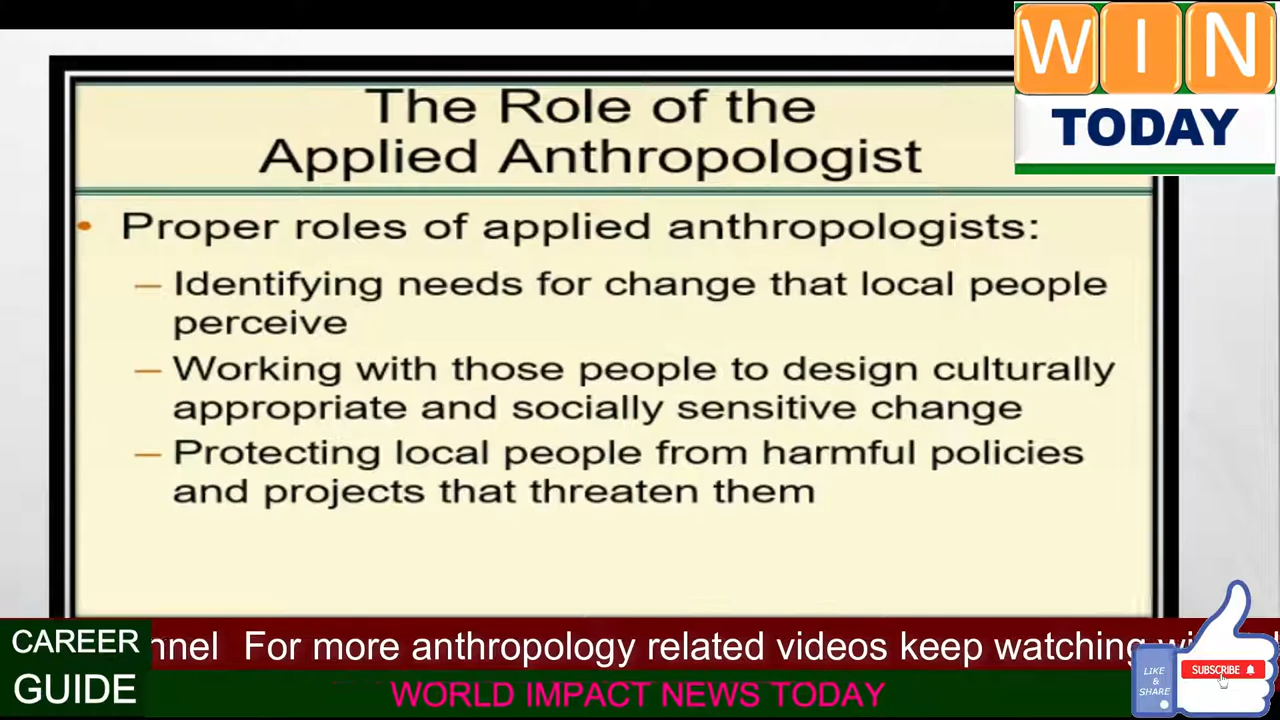 WIN
TODAY
The Role of the
Applied Anthropologist
• Proper roles of applied anthropologists:
– Identifying needs for change that local people
perceive
– Working with those people to design culturally
appropriate and socially sensitive change
– Protecting local people from harmful policies
and projects that threaten them
CAREER
GUIDE
nnel For more anthropology related videos keep watching
LIKE
&
SHARE
SUBSCRIBE
WORLD IMPACT NEWS TODAY